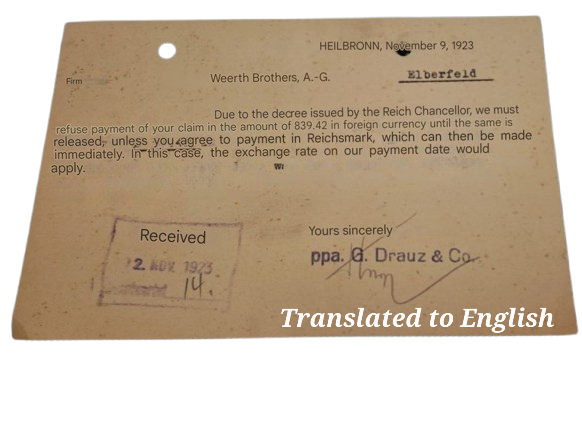 HEILBRONN, November 9, 1923
Firm
Weerth Brothers, A.-G.
Elberfeld
Due to the decree issued by the Reich Chancellor, we must
refuse payment of your claim in the amount of 839.42 in foreign currency until the same is
released, unless you agree to payment in Reichsmark, which can then be made
immediately. In this case, the exchange rate on our payment date would
apply.
Yours sincerely
ppa. G. Drauz & Co.
Received
12. NOV. 1923
14.
Translated to English